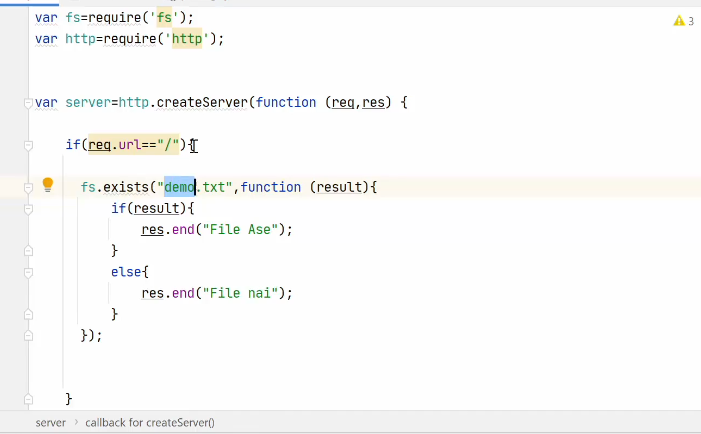 var fs=require('fs');
3
var http=require('http');
var server=http.createServer(function (req,res) {
if(req.url=="/"){
fs.exists("demo.txt",function (result){
if(result){
res.end("File Ase");
}
else{
res.end("File nai");
}
});
}
server › callback for createServer()